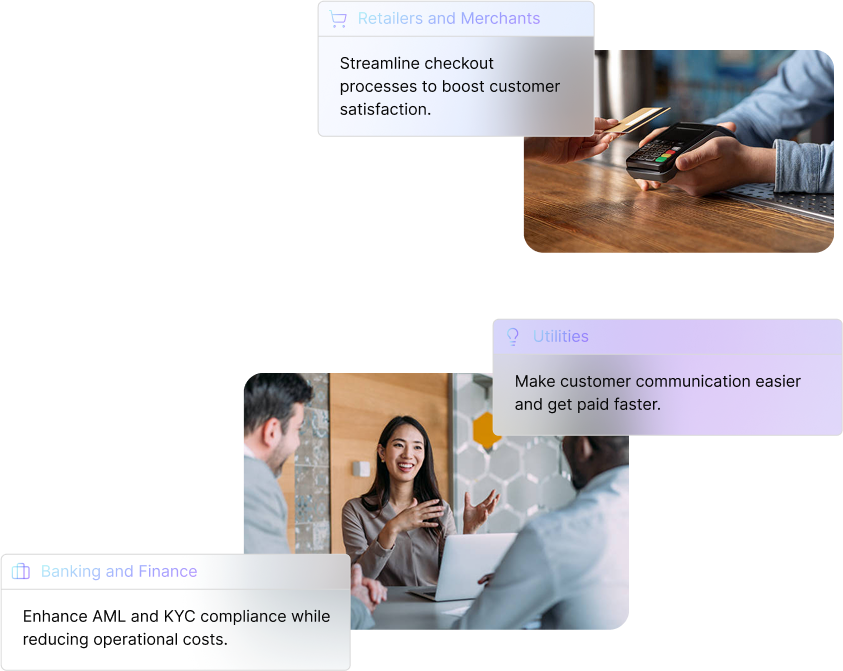 Retailers and Merchants
Streamline checkout
processes to boost customer
satisfaction.
Utilities
Make customer communication easier
and get paid faster.
Banking and Finance
Enhance AML and KYC compliance while
reducing operational costs.